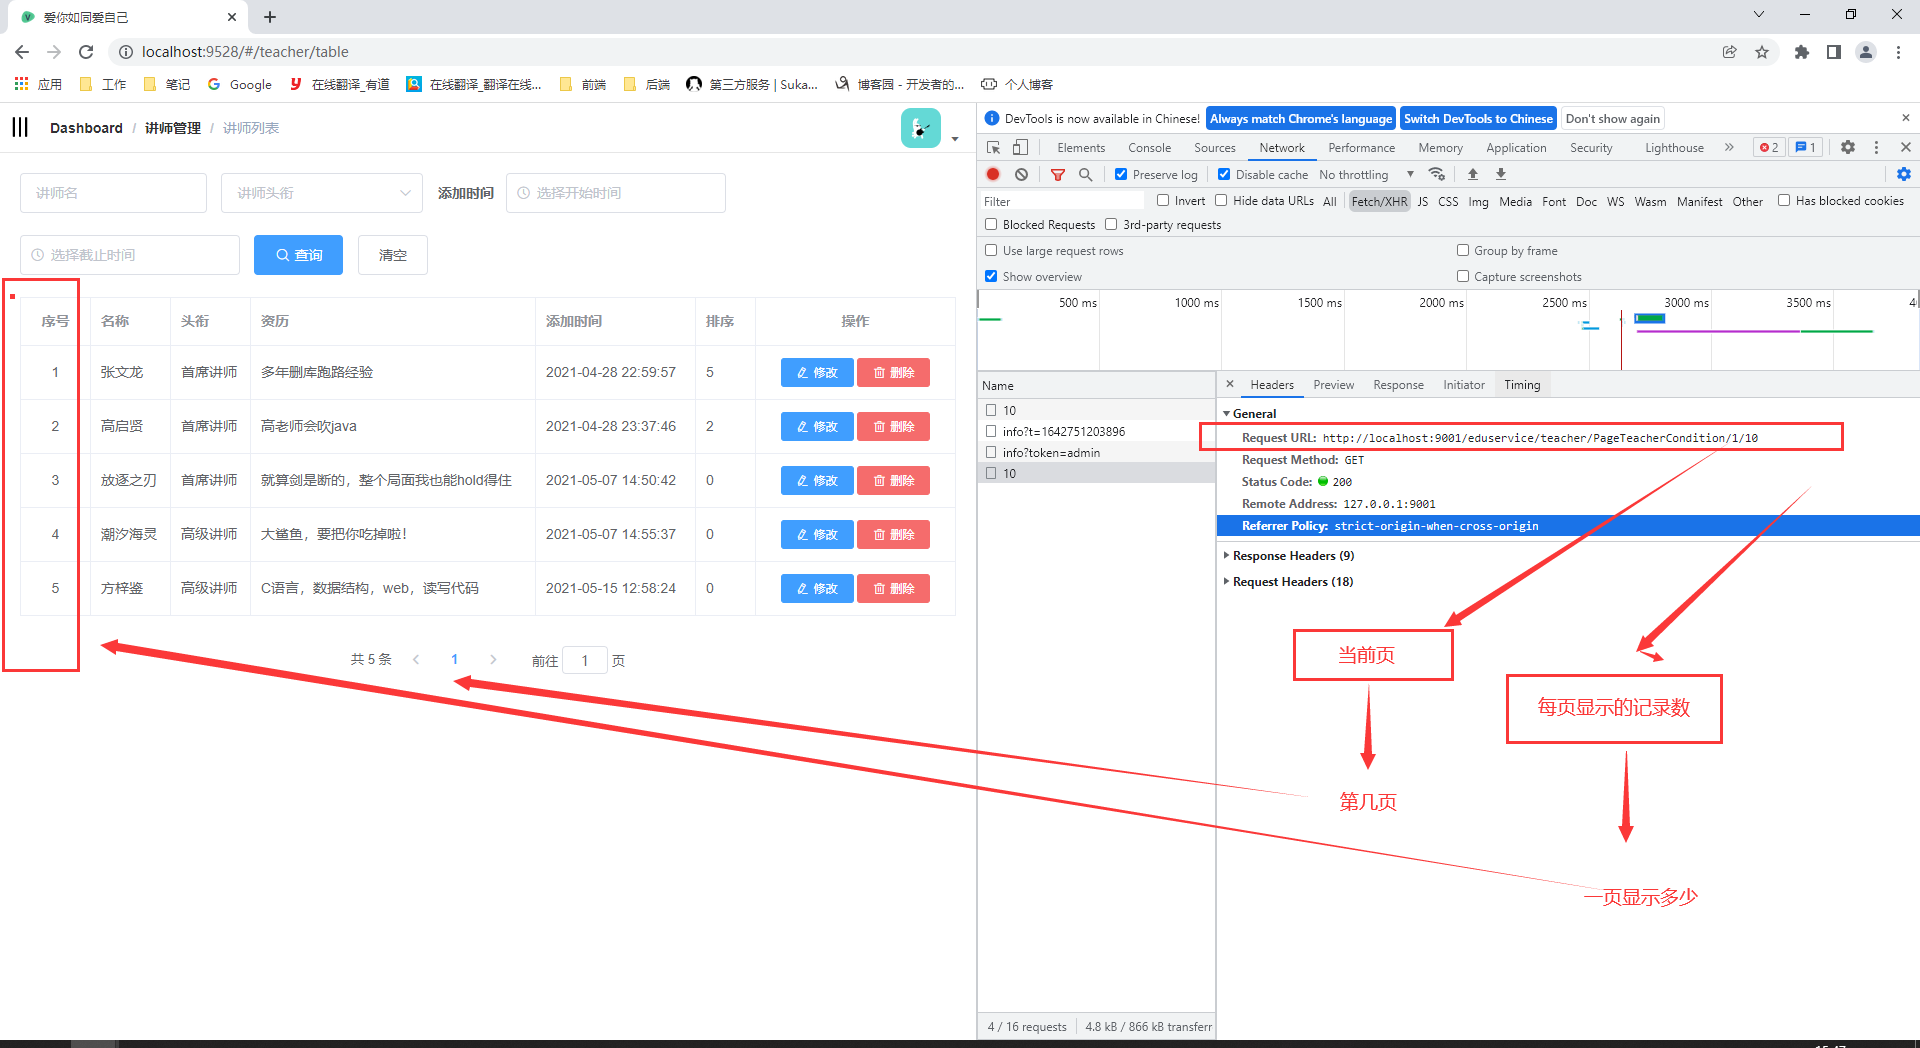 爱你如同爱自己
localhost:9528/#/teacher/table
应用 工作 笔记 Google 在线翻译_有道 在线翻译_翻译在线... 前端 后端 第三方服务 | Suka... 博客园 - 开发者的... 个人博客
Dashboard / 讲师管理 / 讲师列表
讲师名 讲师头衔 添加时间 选择开始时间
选择截止时间 查询 清空
序号 名称 头衔 资历 添加时间 排序 操作
1 张文龙 首席讲师 多年删库跑路经验 2021-04-28 22:59:57 5 修改 删除
2 高启贤 首席讲师 高老师会吹java 2021-04-28 23:37:46 2 修改 删除
3 放逐之刃 首席讲师 就算剑是断的，整个局面我也能hold得住 2021-05-07 14:50:42 0 修改 删除
4 潮汐海灵 高级讲师 大鲨鱼，要把你吃掉啦！ 2021-05-07 14:55:37 0 修改 删除
5 方梓鉴 高级讲师 C语言，数据结构，web，读写代码 2021-05-15 12:58:24 0 修改 删除
共 5 条 1 前往 1 页
DevTools is now available in Chinese! Always match Chrome's language Switch DevTools to Chinese Don't show again
Elements Console Sources Network Performance Memory Application Security Lighthouse 2 1
Preserve log Disable cache No throttling
Filter Invert Hide data URLs All Fetch/XHR JS CSS Img Media Font Doc WS Wasm Manifest Other Has blocked cookies
Blocked Requests 3rd-party requests
Use large request rows Group by frame
Show overview Capture screenshots
500 ms 1000 ms 1500 ms 2000 ms 2500 ms 3000 ms 3500 ms 4
Name
10
info?t=1642751203896
info?token=admin
10
4 / 16 requests 4.8 kB / 866 kB transferr
Headers Preview Response Initiator Timing
General
Request URL: http://localhost:9001/eduservice/teacher/PageTeacherCondition/1/10
Request Method: GET
Status Code: 200
Remote Address: 127.0.0.1:9001
Referrer Policy: strict-origin-when-cross-origin
Response Headers (9)
Request Headers (18)
当前页
每页显示的记录数
第几页
一页显示多少